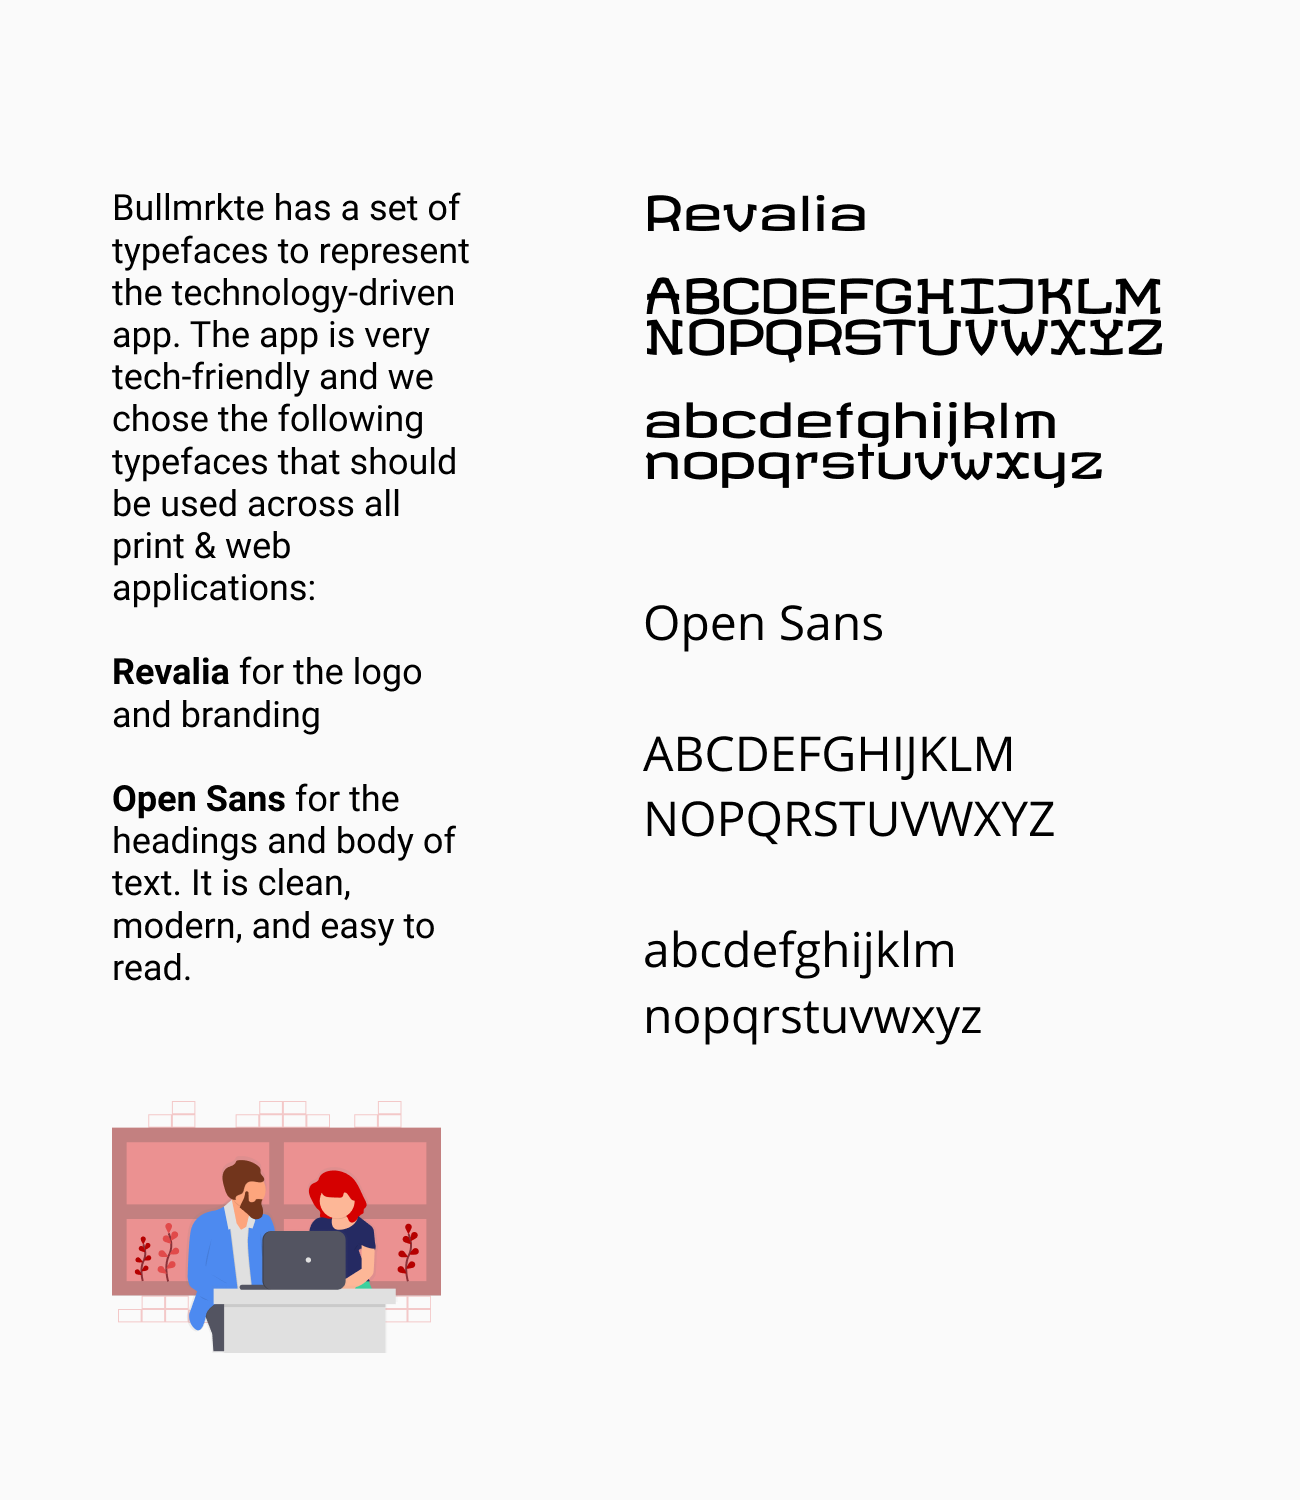 Bullmrkte has a set of
typefaces to represent
the technology-driven
app. The app is very
tech-friendly and we
chose the following
typefaces that should
be used across all
print & web
applications:
Revalia for the logo
and branding
Open Sans for the
headings and body of
text. It is clean,
modern, and easy to
read.
Revalia
ABCDEFGHIJKLM
NOPQRSTUVWXYZ
abcdefghijklm
nopqrstuvwxyz
Open Sans
ABCDEFGHIJKLM
NOPQRSTUVWXYZ
abcdefghijklm
nopqrstuvwxyz